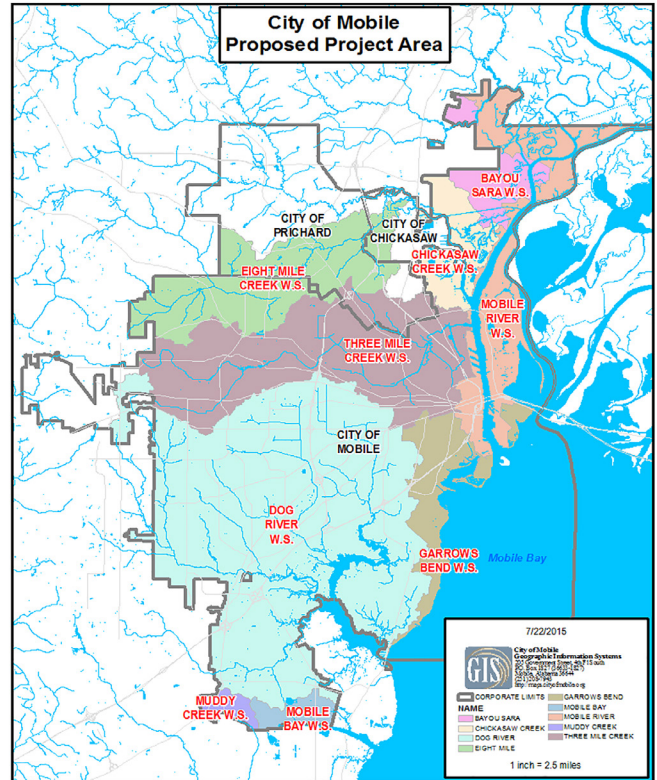 City of Mobile
Proposed Project Area
BAYOU
SARA W.S.
CITY OF
PRICHARD
CITY OF
CHICKASAW
CHICKASAW
CREEK W.S.
EIGHT MILE
CREEK W.S.
MOBILE
RIVER
W.S.
THREE MILE
CREEK W.S.
CITY OF
MOBILE
DOG
RIVER
W.S.
GARROWS
BEND W.S.
Mobile Bay
MUDDY
CREEK W.S.
MOBILE
BAY W.S.
7/22/2015
GIS
City of Mobile
Geographic Information Systems
Mobile, Alabama 36644
CORPORATE LIMITS
NAME
BAYOU SARA
CHICKASAW CREEK
DOG RIVER
EIGHT MILE
GARROWS BEND
MOBILE BAY
MOBILE RIVER
MUDDY CREEK
THREE MILE CREEK
1 inch = 2.5 miles